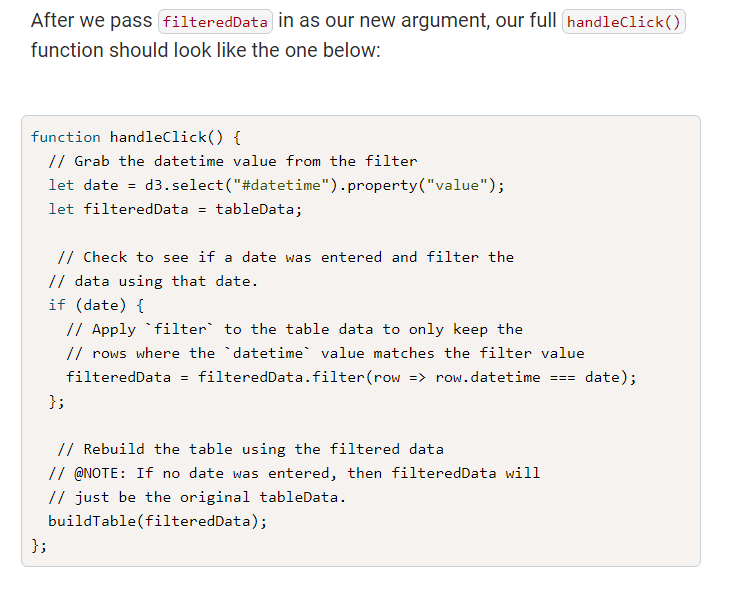 After we pass filteredData in as our new argument, our full handleClick()
function should look like the one below:
function handleClick() {
  // Grab the datetime value from the filter
  let date = d3.select("#datetime").property("value");
  let filteredData = tableData;

   // Check to see if a date was entered and filter the
  // data using that date.
  if (date) {
    // Apply `filter` to the table data to only keep the
    // rows where the `datetime` value matches the filter value
    filteredData = filteredData.filter(row => row.datetime === date);
  };

   // Rebuild the table using the filtered data
  // @NOTE: If no date was entered, then filteredData will
  // just be the original tableData.
  buildTable(filteredData);
};